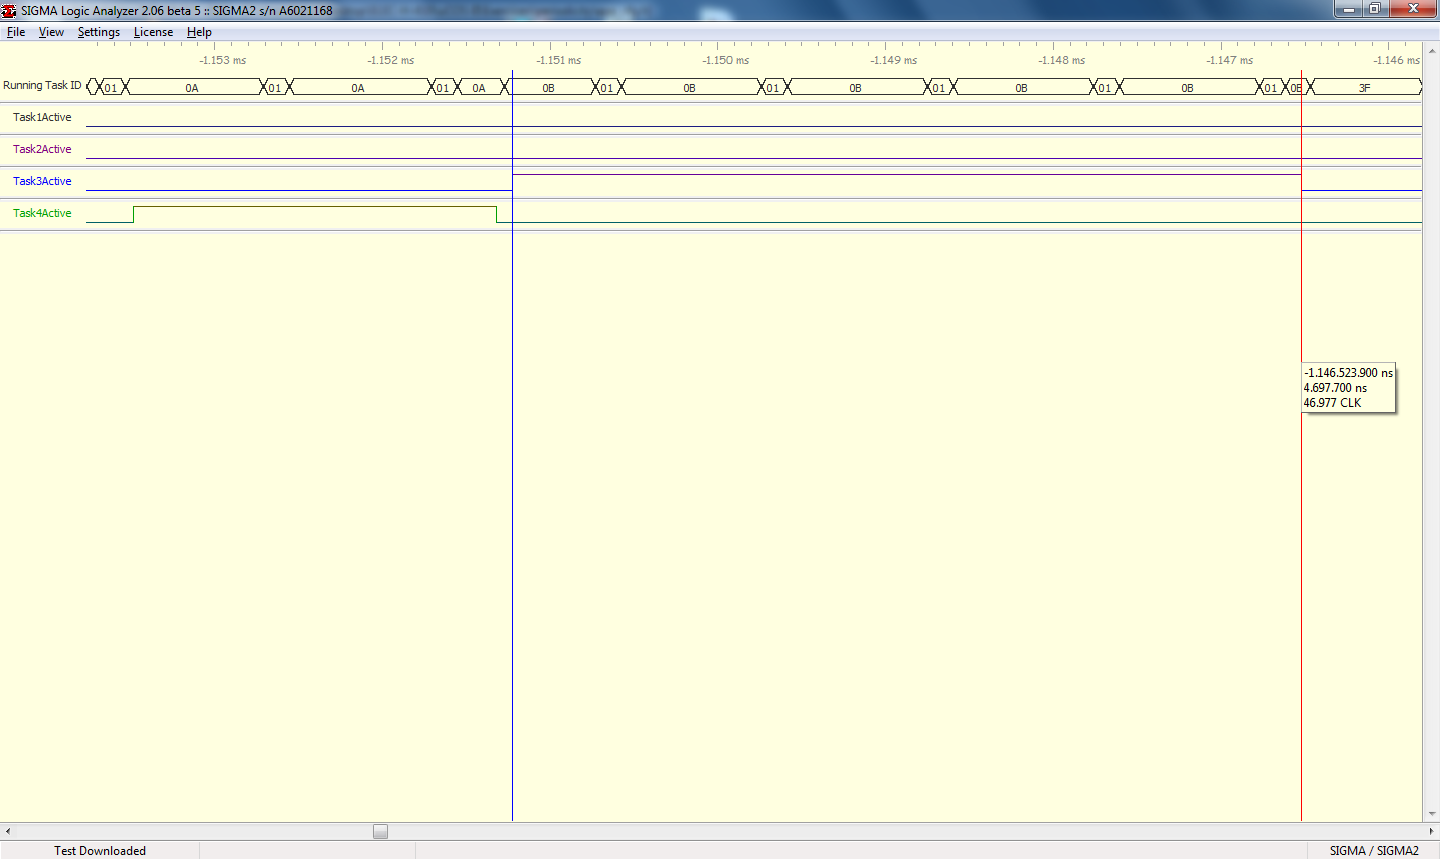 SIGMA Logic Analyzer 2.06 beta 5 :: SIGMA2 s/n A6021168
File View Settings License Help
-1.153 ms -1.152 ms -1.151 ms -1.150 ms -1.149 ms -1.148 ms -1.147 ms -1.146 ms
Running Task ID 01 0A 01 0A 01 0A 0B 01 0B 01 0B 01 0B 01 0B 01 0B 3F
Task1Active
Task2Active
Task3Active
Task4Active
-1.146.523.900 ns
4.697.700 ns
46.977 CLK
Test Downloaded SIGMA / SIGMA2